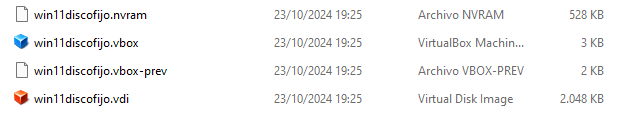 win11discofijo.nvram 23/10/2024 19:25 Archivo NVRAM 528 KB
win11discofijo.vbox 23/10/2024 19:25 VirtualBox Machin... 3 KB
win11discofijo.vbox-prev 23/10/2024 19:25 Archivo VBOX-PREV 2 KB
win11discofijo.vdi 23/10/2024 19:25 Virtual Disk Image 2.048 KB